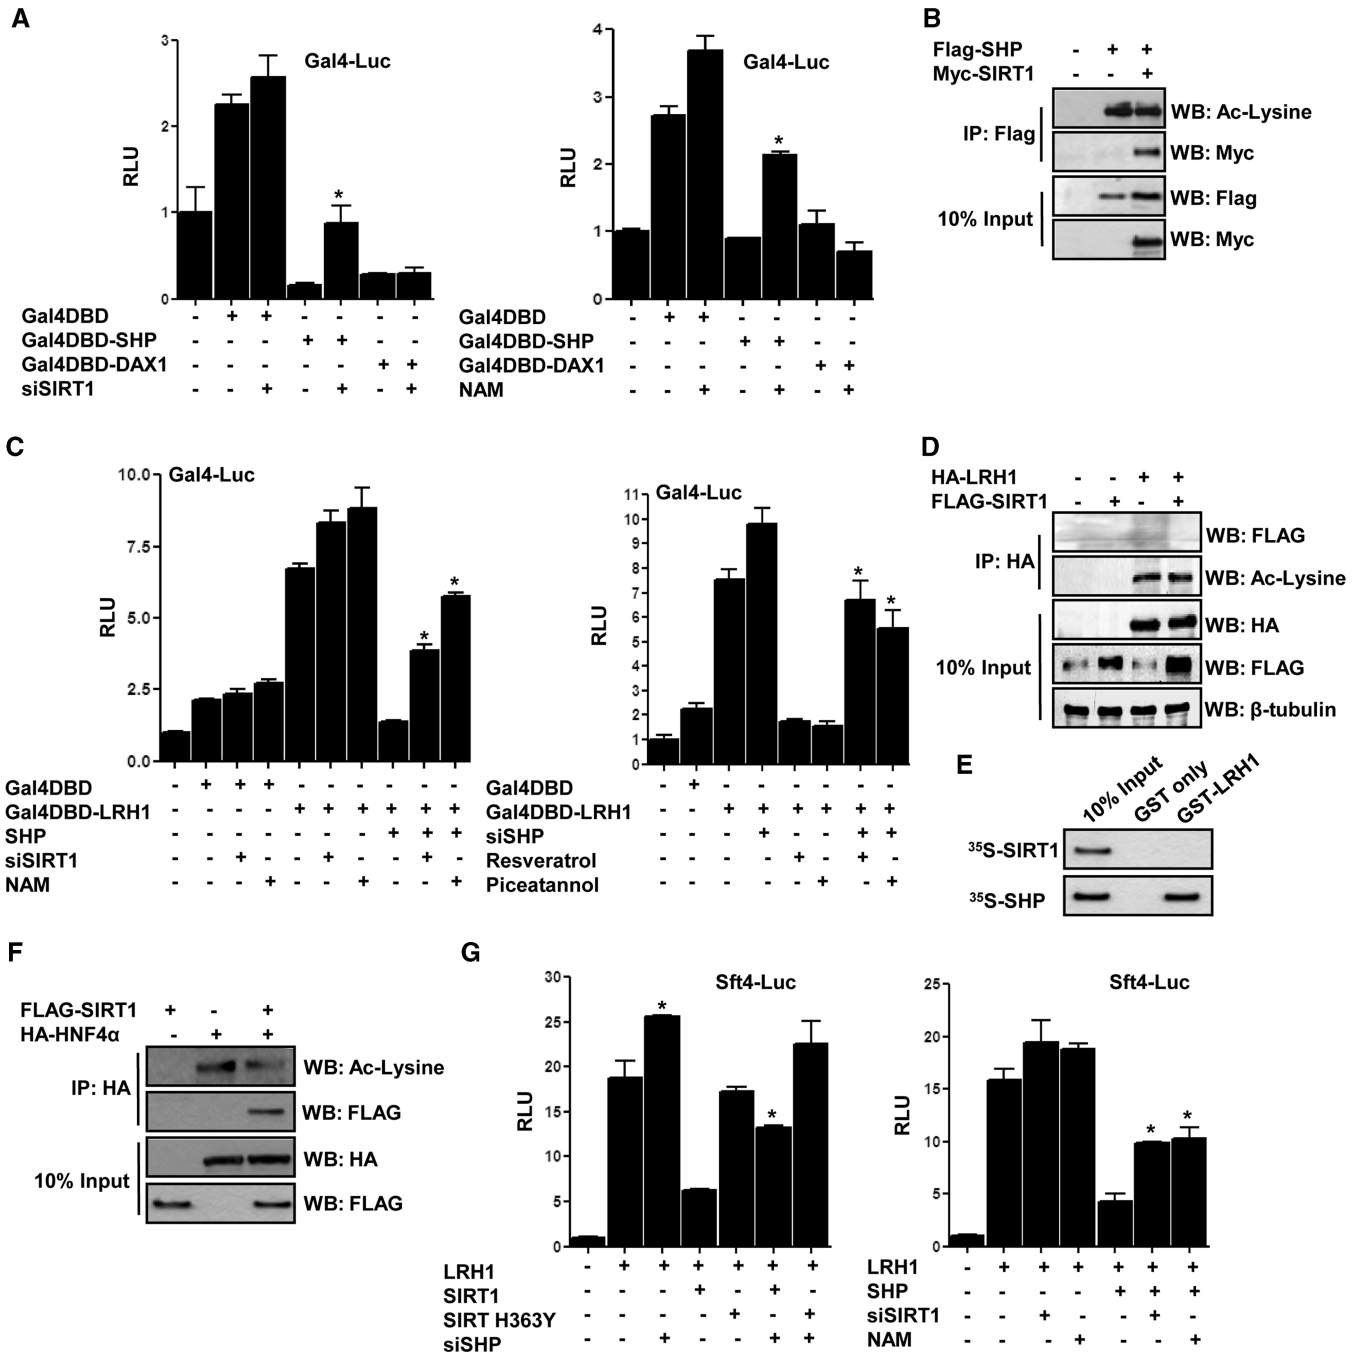 A
Gal4-Luc
RLU
3
2
1
0
Gal4DBD - + + - - - -
Gal4DBD-SHP - - - + + - -
Gal4DBD-DAX1 - - - - - + +
siSIRT1 - - + - + - +
Gal4-Luc
RLU
4
3
2
1
0
*
*
Gal4DBD - + + - - - -
Gal4DBD-SHP - - - + + - -
Gal4DBD-DAX1 - - - - - + +
NAM - - + - + - +
B
Flag-SHP - + +
Myc-SIRT1 - - +
IP: Flag
WB: Ac-Lysine
WB: Myc
10% Input
WB: Flag
WB: Myc
C
Gal4-Luc
RLU
10.0
7.5
5.0
2.5
0.0
* *
Gal4DBD - + + + - - - - - -
Gal4DBD-LRH1 - - - - + + + + + +
SHP - - - - - - - + + +
siSIRT1 - - + - - + - - + -
NAM - - - + - - + - - +
Gal4-Luc
RLU
11
10
9
8
7
6
5
4
3
2
1
0
* *
Gal4DBD - + - - - - - -
Gal4DBD-LRH1 - - + + + + + +
siSHP - - - + - - + +
Resveratrol - - - - + - + -
Piceatannol - - - - - + - +
D
HA-LRH1 - - + +
FLAG-SIRT1 - + - +
IP: HA
WB: FLAG
WB: Ac-Lysine
10% Input
WB: HA
WB: FLAG
WB: β-tubulin
E
10% Input
GST only
GST-LRH1
35S-SIRT1
35S-SHP
F
FLAG-SIRT1 + - +
HA-HNF4α - + +
IP: HA
WB: Ac-Lysine
WB: FLAG
10% Input
WB: HA
WB: FLAG
G
Sft4-Luc
RLU
30
25
20
15
10
5
0
* *
LRH1 - + + + + + +
SIRT1 - - - + - + -
SIRT H363Y - - - - + - +
siSHP - - + - - + +
Sft4-Luc
RLU
25
20
15
10
5
0
* *
LRH1 - + + + + + +
SHP - - - - + + +
siSIRT1 - - + - - + -
NAM - - - + - - +